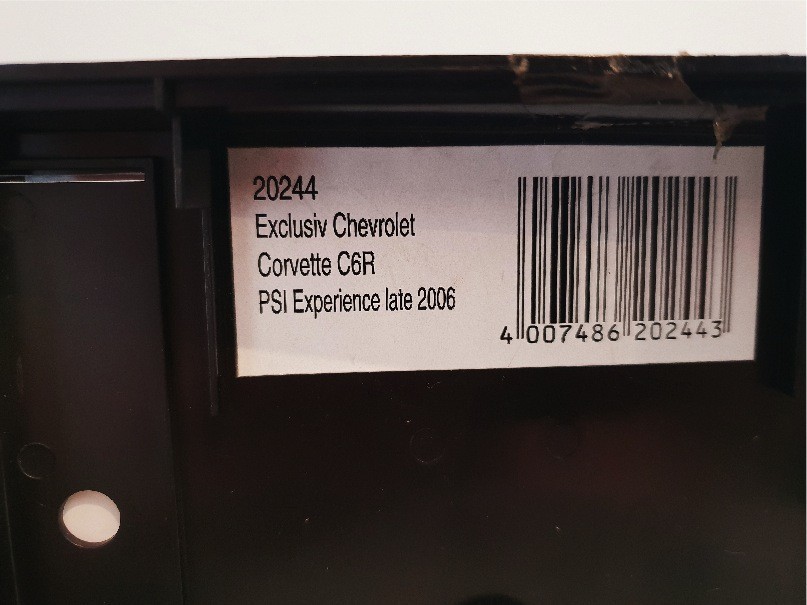 20244
Exclusiv Chevrolet
Corvette C6R
PSI Experience late 2006
4 007486 202443